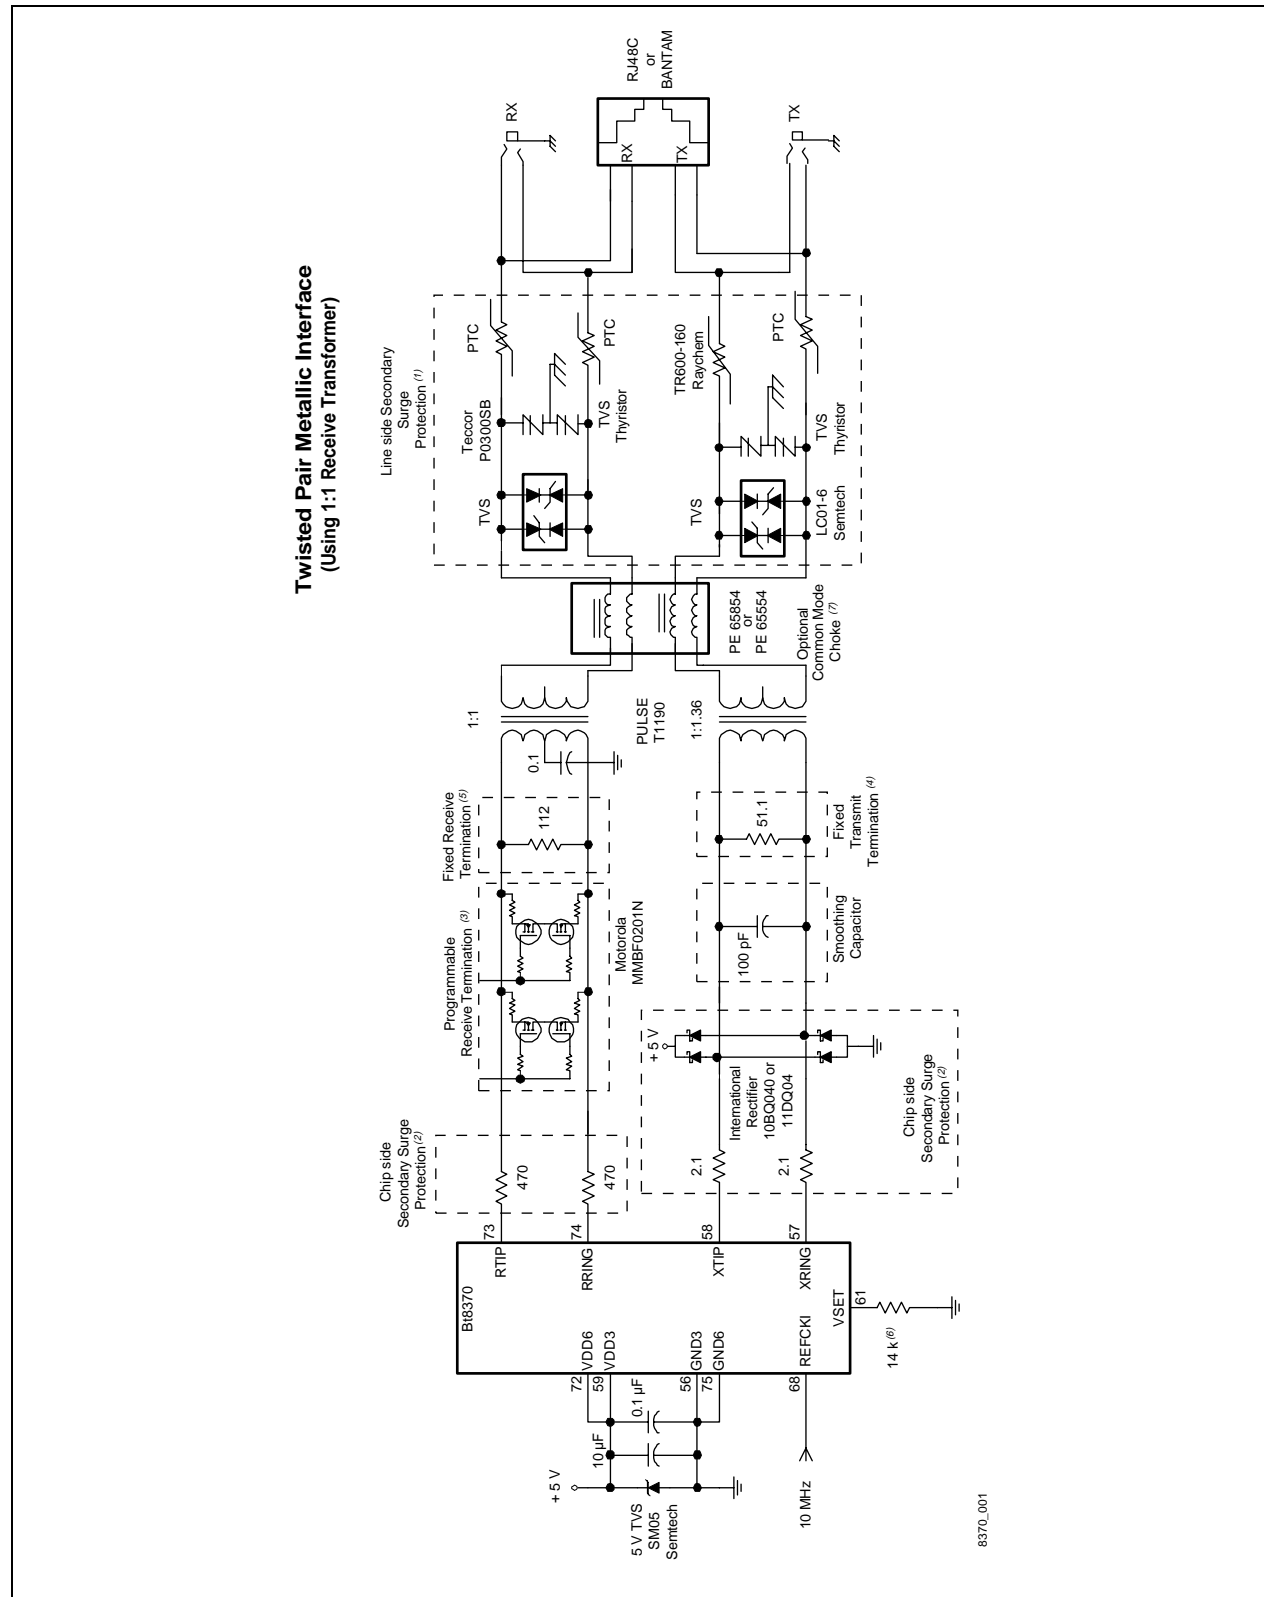 Twisted Pair Metallic Interface
(Using 1:1 Receive Transformer)
5 V TVS
SM05
Semtech
+ 5 V
10 µF
0.1 µF
10 MHz
72
59
56
75
68
Bt8370
VDD6
VDD3
GND3
GND6
REFCKI
RTIP
RRING
XTIP
XRING
VSET
73
74
58
57
61
14 k (6)
Chip side
Secondary Surge
Protection (2)
470
470
2.1
2.1
Programmable
Receive Termination (3)
Motorola
MMBF0201N
+ 5 V
International
Rectifier
10BQ040 or
11DQ04
Chip side
Secondary Surge
Protection (2)
Fixed Receive
Termination (5)
112
100 pF
Smoothing
Capacitor
51.1
Fixed
Transmit
Termination (4)
0.1
1:1
PULSE
T1190
1:1.36
PE 65854
or
PE 65554
Optional
Common Mode
Choke (7)
Line side Secondary
Surge
Protection (1)
TVS
Teccor
P0300SB
PTC
TVS
Thyristor
PTC
TVS
LC01-6
Semtech
TR600-160
Raychem
TVS
Thyristor
PTC
RX
RJ48C
or
BANTAM
RX
TX
TX
8370_001